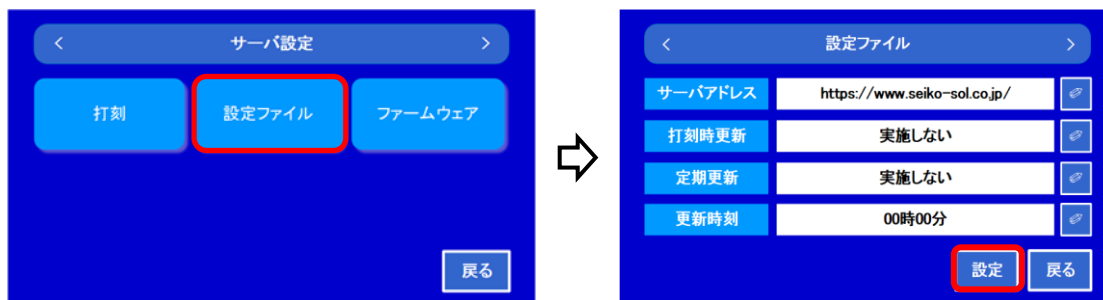 < サーバ設定 >
打刻 設定ファイル ファームウェア
戻る
< 設定ファイル >
サーバアドレス https://www.seiko-sol.co.jp/
打刻時更新 実施しない
定期更新 実施しない
更新時刻 00時00分
設定 戻る